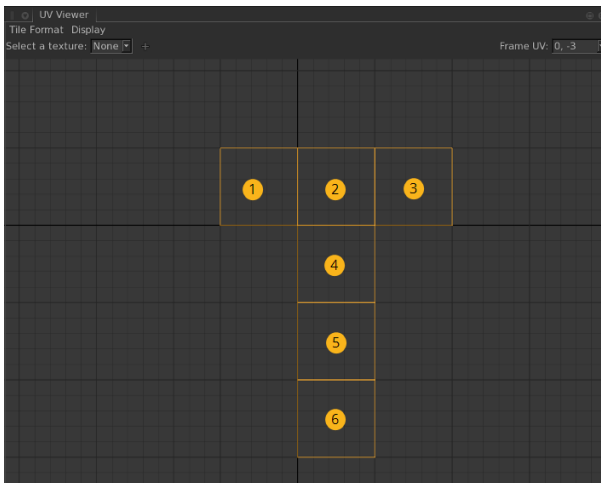 UV Viewer
Tile Format Display
Select a texture: None Frame UV: 0, -3
1 2 3
4
5
6